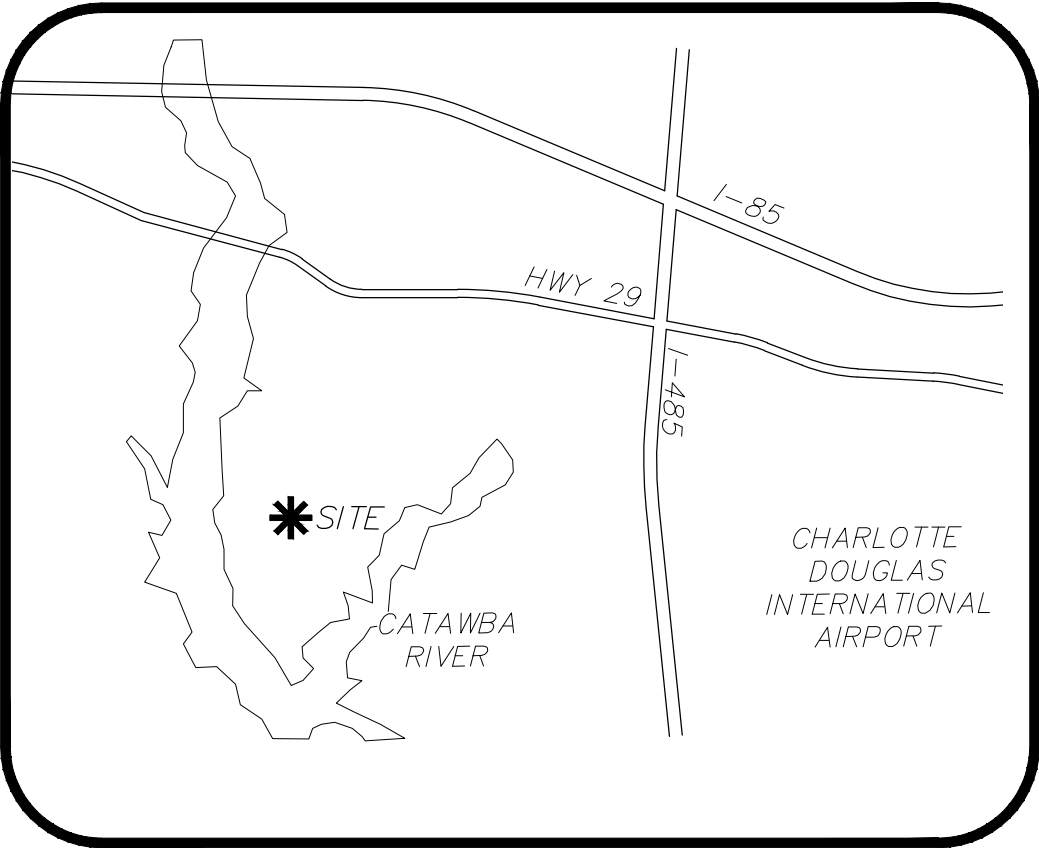 I-85
HWY 29
I-485
SITE
CHARLOTTE
DOUGLAS
INTERNATIONAL
AIRPORT
CATAWBA
RIVER